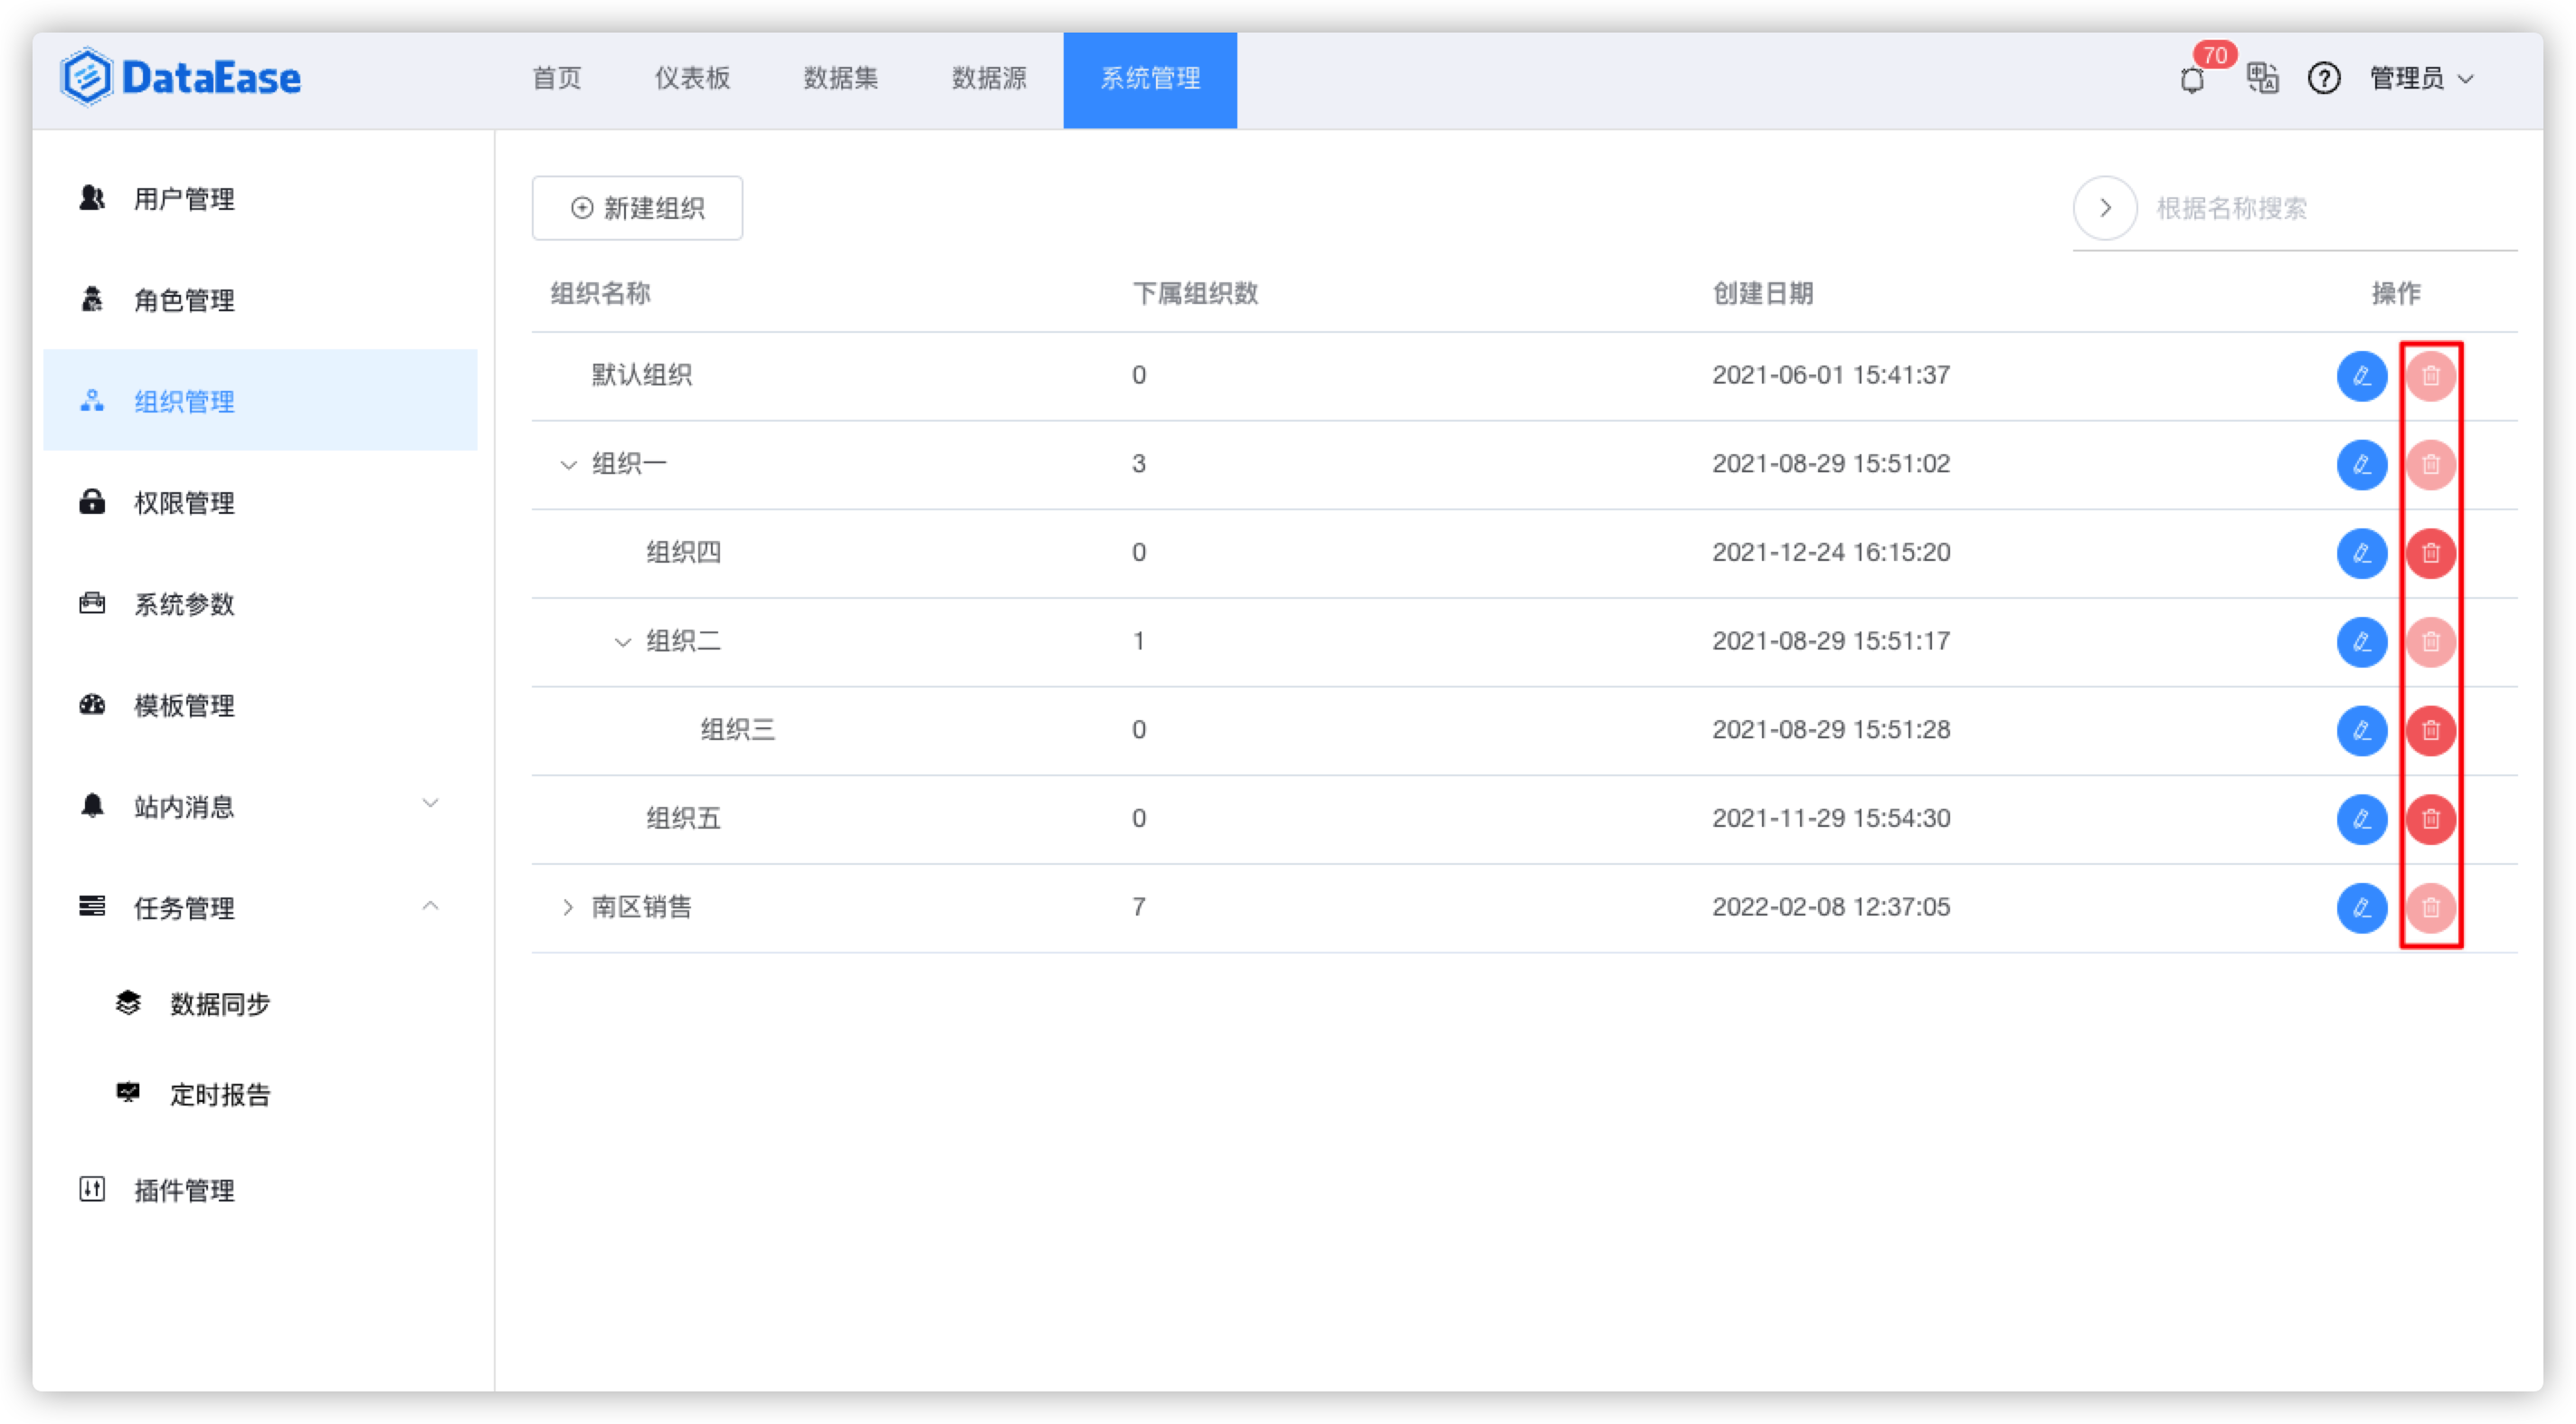 DataEase 首页 仪表板 数据集 数据源 系统管理 70 管理员
用户管理
角色管理
组织管理
权限管理
系统参数
模板管理
站内消息
任务管理
数据同步
定时报告
插件管理
新建组织 根据名称搜索
组织名称 下属组织数 创建日期 操作
默认组织 0 2021-06-01 15:41:37
组织一 3 2021-08-29 15:51:02
组织四 0 2021-12-24 16:15:20
组织二 1 2021-08-29 15:51:17
组织三 0 2021-08-29 15:51:28
组织五 0 2021-11-29 15:54:30
南区销售 7 2022-02-08 12:37:05